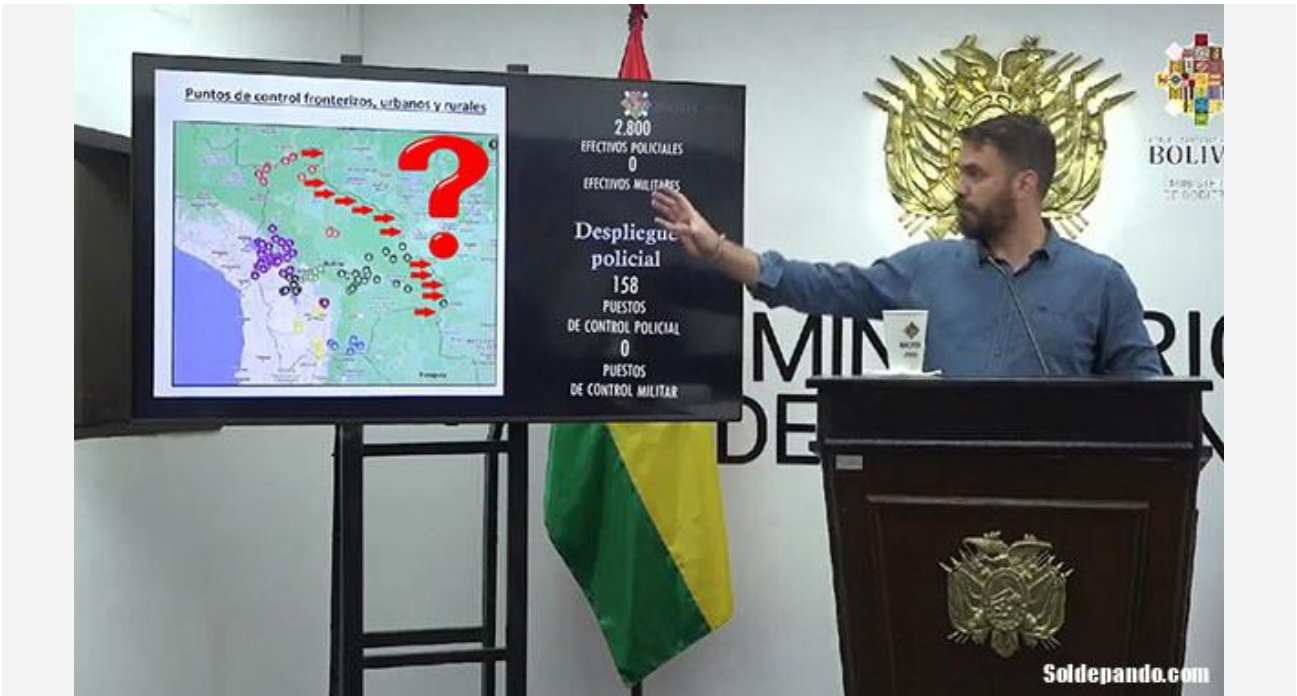 Puntos de control fronterizos, urbanos y rurales
?
2.800
EFECTIVOS POLICIALES
0
EFECTIVOS MILITARES
Despliegue
policial
158
PUESTOS
DE CONTROL POLICIAL
0
PUESTOS
DE CONTROL MILITAR
Paraguay
BOLIV
MIN RI
DE N
Soldepando.com